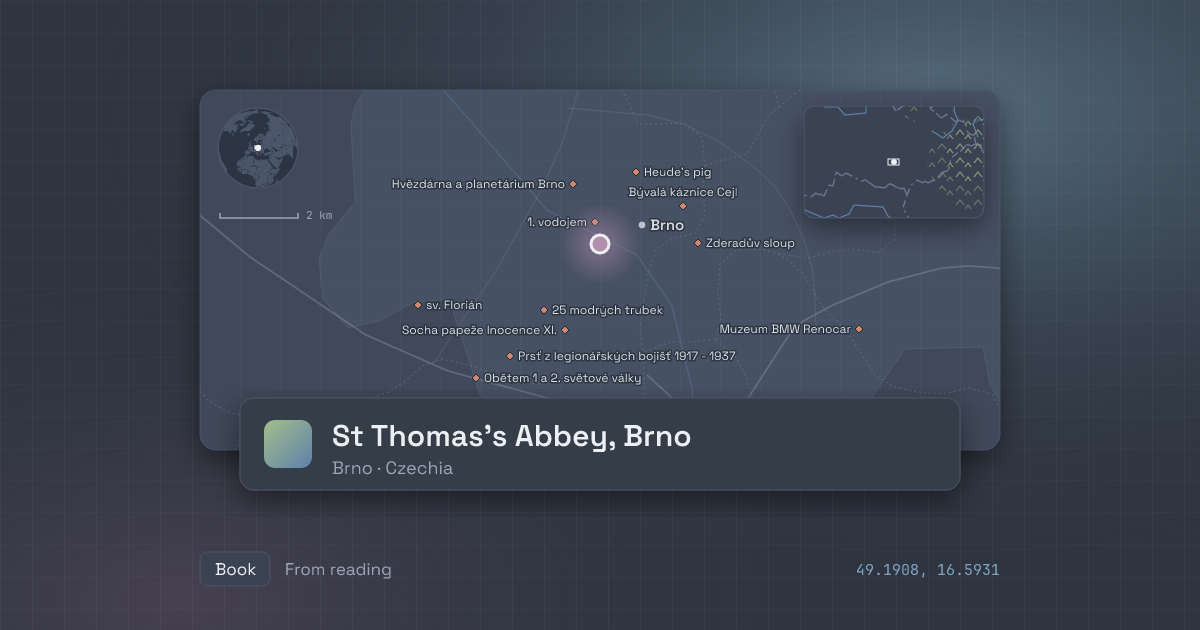 Heude's pig
Hvězdárna a planetárium Brno
Bývalá káznice Cejl
2 km
1. vodojem
Brno
Zderadův sloup
sv. Florián
25 modrých trubek
Socha papeže Inocence XI.
Muzeum BMW Renocar
Prsť z legionářských bojišť 1917 - 1937
Obětem 1 a 2. světové války
St Thomas's Abbey, Brno
Brno · Czechia
Book
From reading
49.1908, 16.5931